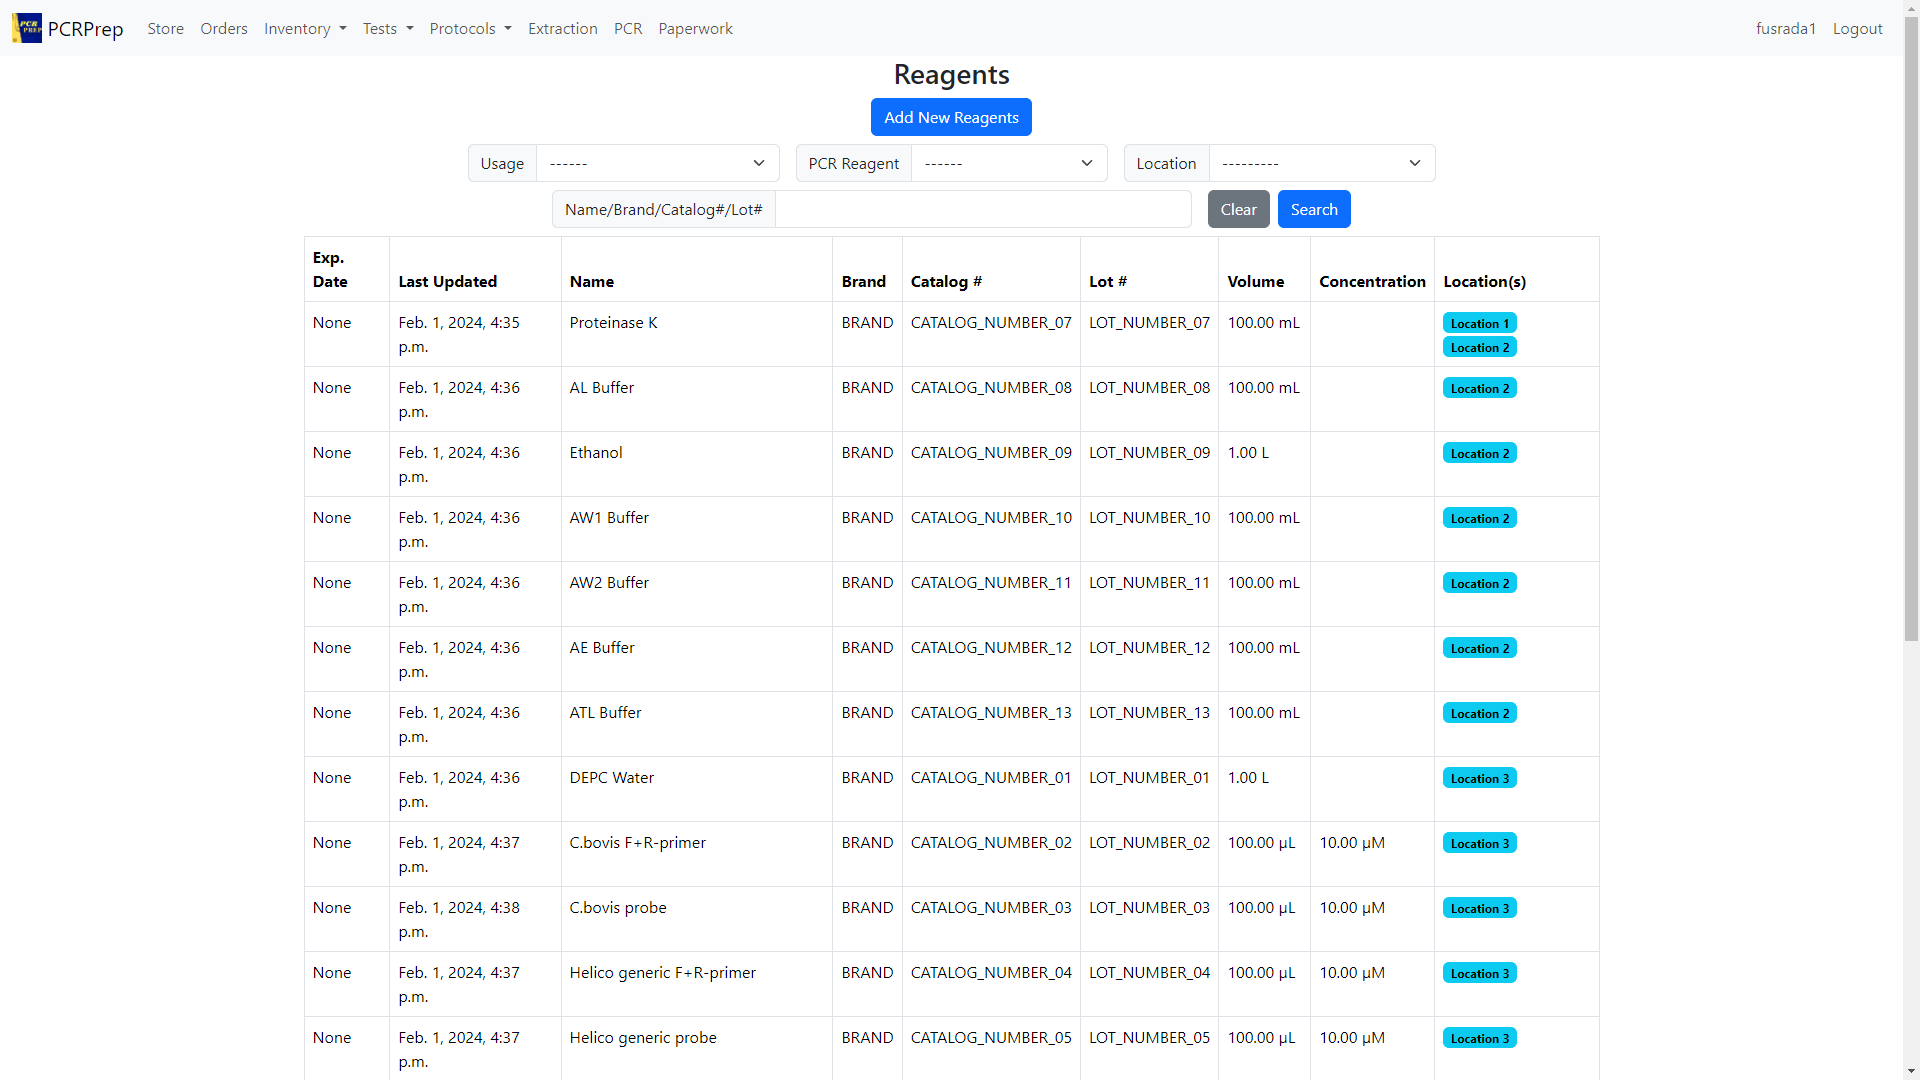 PCR PREP PCRPrep Store Orders Inventory Tests Protocols Extraction PCR Paperwork fusrada1 Logout
Reagents
Add New Reagents
Usage ------ PCR Reagent ------ Location ---------
Name/Brand/Catalog#/Lot# Clear Search
Exp. Date Last Updated Name Brand Catalog # Lot # Volume Concentration Location(s)
None Feb. 1, 2024, 4:35 Proteinase K BRAND CATALOG_NUMBER_07 LOT_NUMBER_07 100.00 mL Location 1
p.m. Location 2
None Feb. 1, 2024, 4:36 AL Buffer BRAND CATALOG_NUMBER_08 LOT_NUMBER_08 100.00 mL Location 2
p.m.
None Feb. 1, 2024, 4:36 Ethanol BRAND CATALOG_NUMBER_09 LOT_NUMBER_09 1.00 L Location 2
p.m.
None Feb. 1, 2024, 4:36 AW1 Buffer BRAND CATALOG_NUMBER_10 LOT_NUMBER_10 100.00 mL Location 2
p.m.
None Feb. 1, 2024, 4:36 AW2 Buffer BRAND CATALOG_NUMBER_11 LOT_NUMBER_11 100.00 mL Location 2
p.m.
None Feb. 1, 2024, 4:36 AE Buffer BRAND CATALOG_NUMBER_12 LOT_NUMBER_12 100.00 mL Location 2
p.m.
None Feb. 1, 2024, 4:36 ATL Buffer BRAND CATALOG_NUMBER_13 LOT_NUMBER_13 100.00 mL Location 2
p.m.
None Feb. 1, 2024, 4:36 DEPC Water BRAND CATALOG_NUMBER_01 LOT_NUMBER_01 1.00 L Location 3
p.m.
None Feb. 1, 2024, 4:37 C.bovis F+R-primer BRAND CATALOG_NUMBER_02 LOT_NUMBER_02 100.00 µL 10.00 µM Location 3
p.m.
None Feb. 1, 2024, 4:38 C.bovis probe BRAND CATALOG_NUMBER_03 LOT_NUMBER_03 100.00 µL 10.00 µM Location 3
p.m.
None Feb. 1, 2024, 4:37 Helico generic F+R-primer BRAND CATALOG_NUMBER_04 LOT_NUMBER_04 100.00 µL 10.00 µM Location 3
p.m.
None Feb. 1, 2024, 4:37 Helico generic probe BRAND CATALOG_NUMBER_05 LOT_NUMBER_05 100.00 µL 10.00 µM Location 3
p.m.